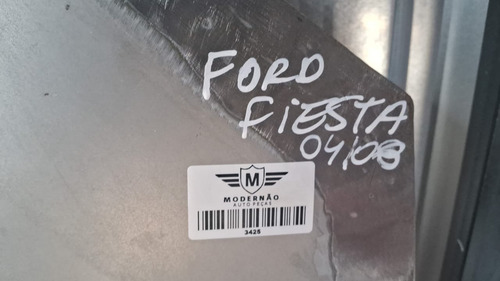 FORD
FiESTA
04/08
M
MODERNÃO
AUTO PEÇAS
3425